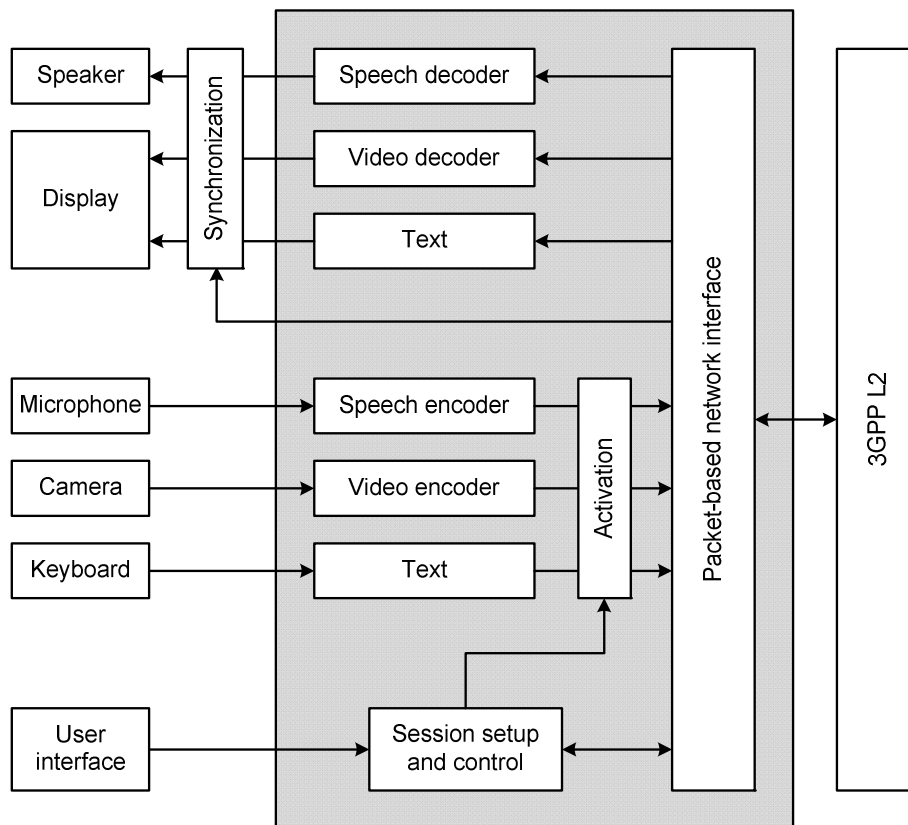 Speaker
Synchronization
Speech decoder
Display
Video decoder
Text
Packet-based network interface
3GPP L2
Microphone
Speech encoder
Activation
Camera
Video encoder
Keyboard
Text
User
interface
Session setup
and control